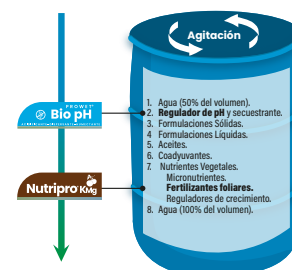 Agitación
PROWET®
Bio pH
Nutripro® KMg
1. Agua (50% del volumen).
2. Regulador de pH y secuestrante.
3. Formulaciones Sólidas.
4 Formulaciones Líquidas.
5. Aceites.
6. Coadyuvantes.
7. Nutrientes Vegetales.
Micronutrientes.
Fertilizantes foliares.
Reguladores de crecimiento.
8. Agua (100% del volumen).